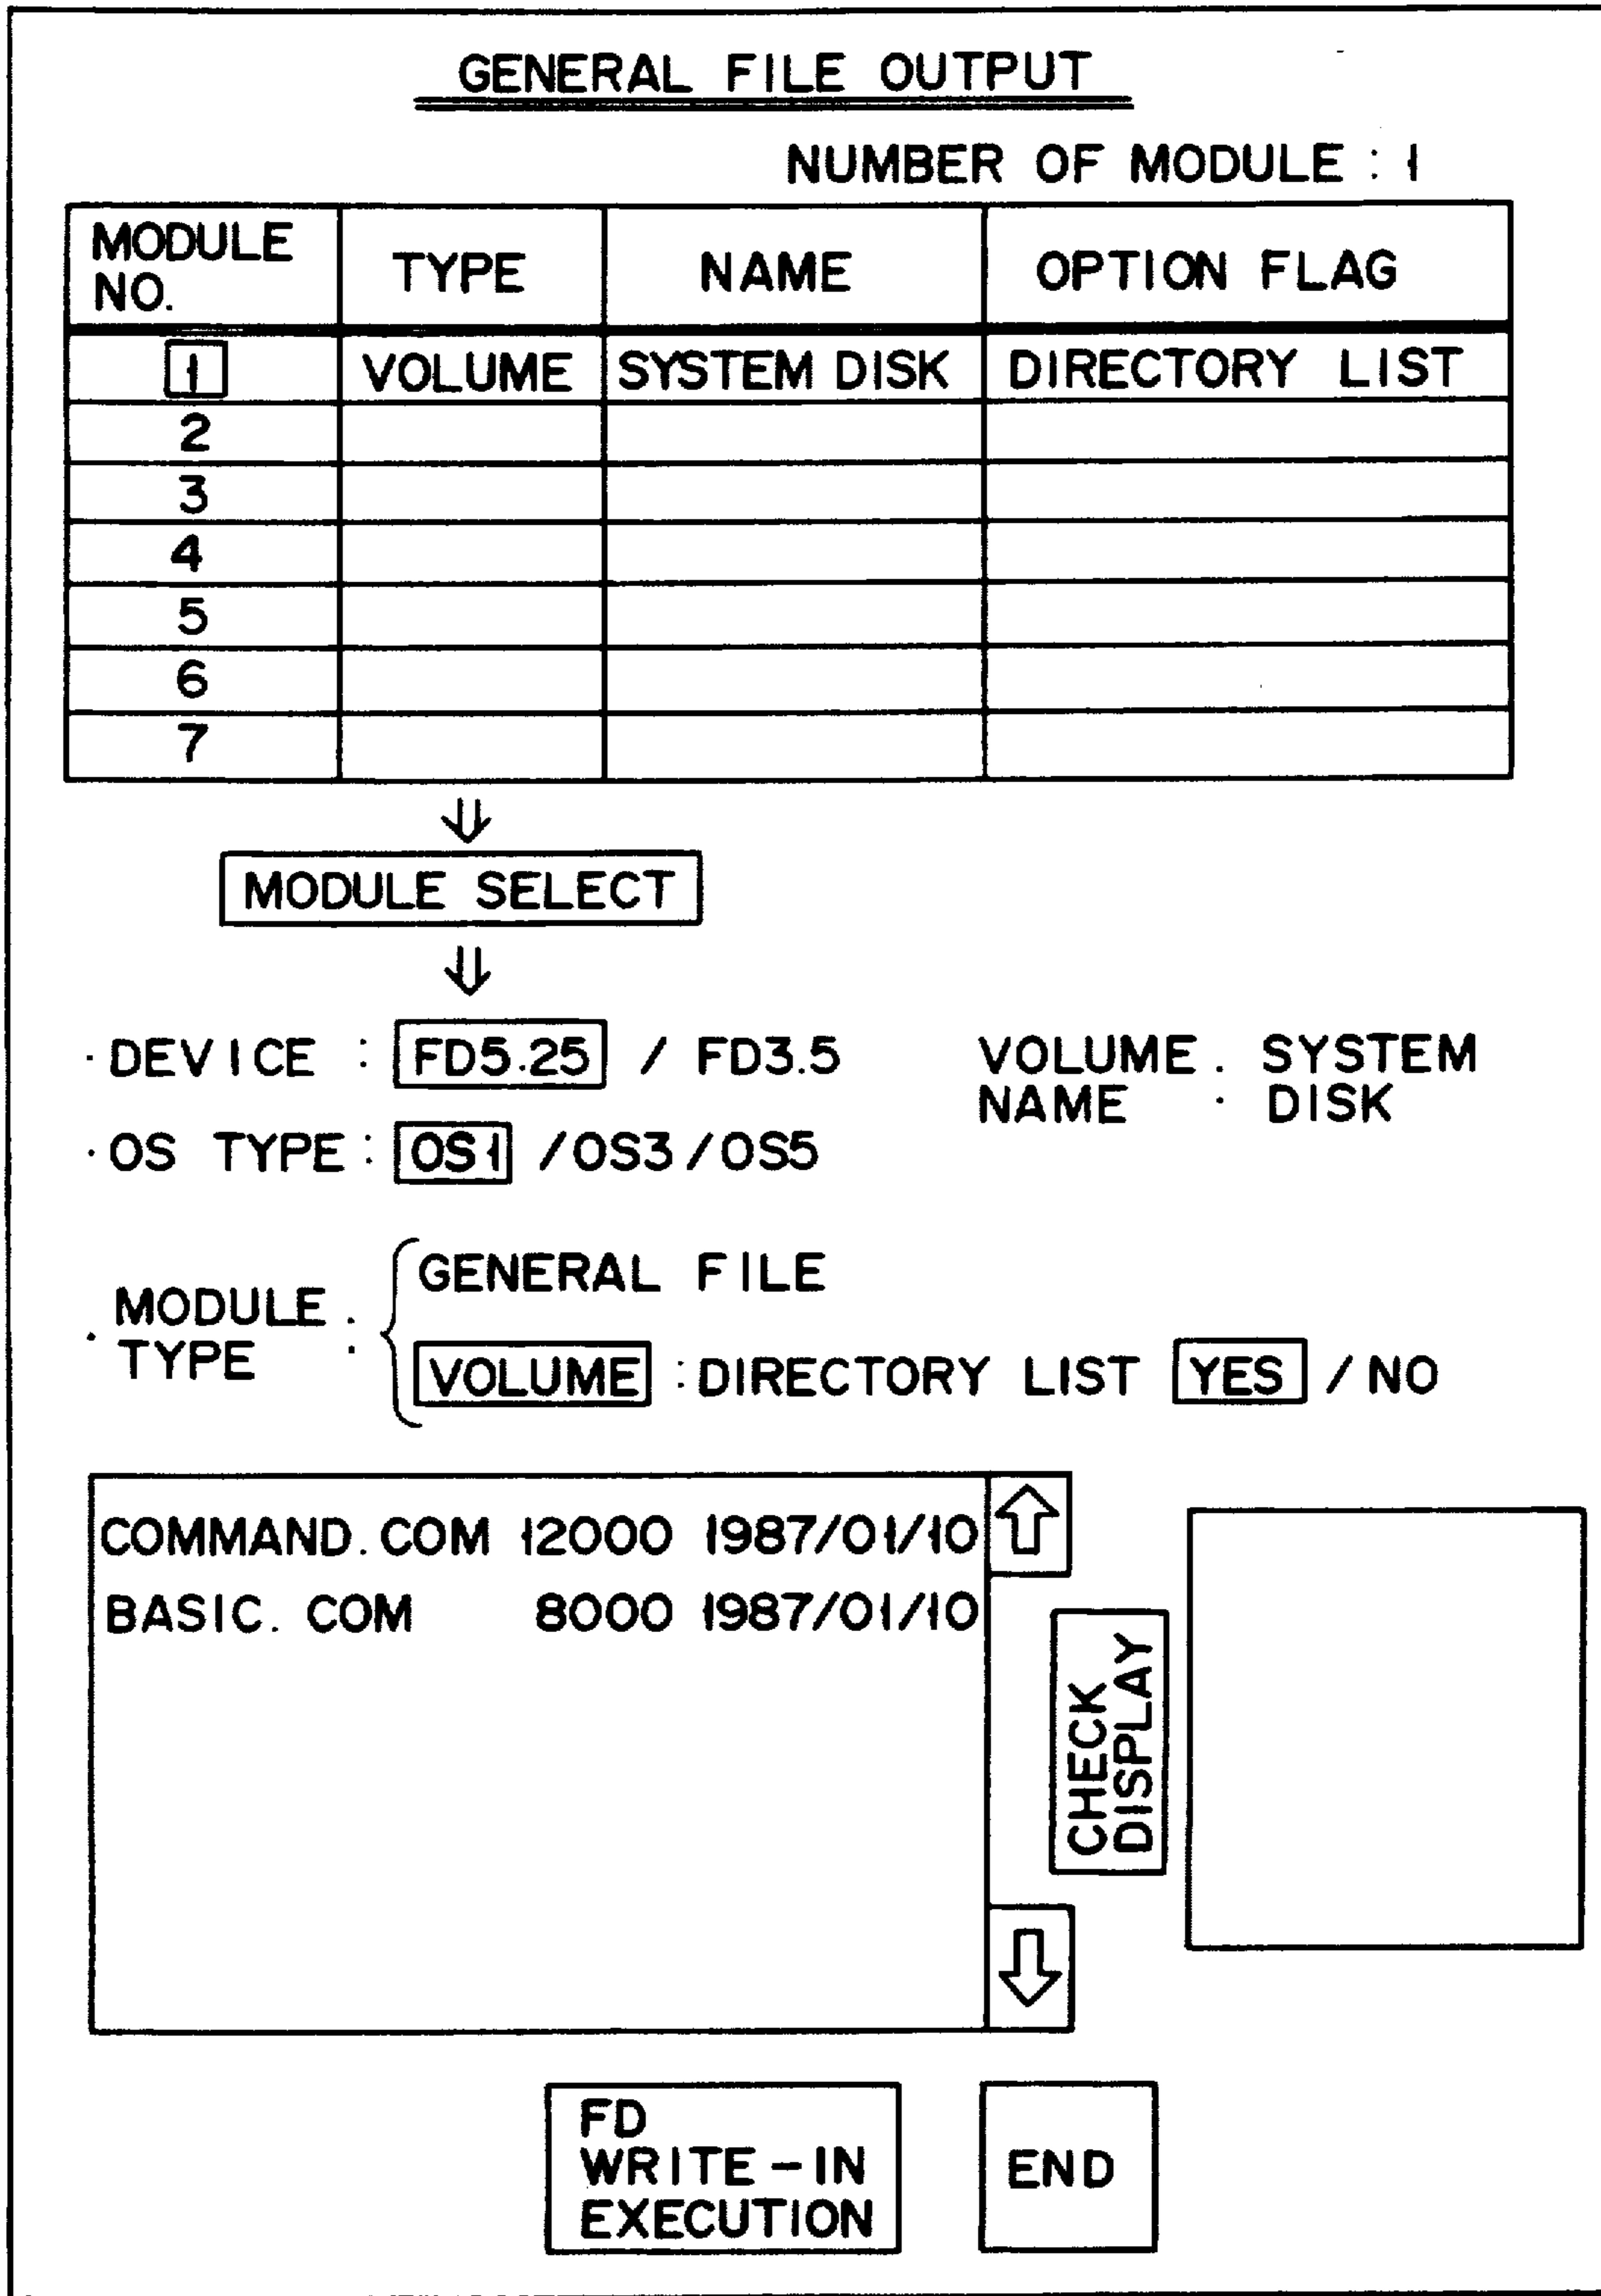 GENERAL FILE OUTPUT
NUMBER OF MODULE : 1
MODULE NO. TYPE NAME OPTION FLAG
1 VOLUME SYSTEM DISK DIRECTORY LIST
2
3
4
5
6
7
MODULE SELECT
· DEVICE : FD5.25 / FD3.5
VOLUME NAME : SYSTEM DISK
· OS TYPE : OS1 / OS3 / OS5
· MODULE TYPE :
GENERAL FILE
VOLUME : DIRECTORY LIST YES / NO
COMMAND. COM 12000 1987/01/10
BASIC. COM 8000 1987/01/10
CHECK
DISPLAY
FD
WRITE-IN
EXECUTION
END